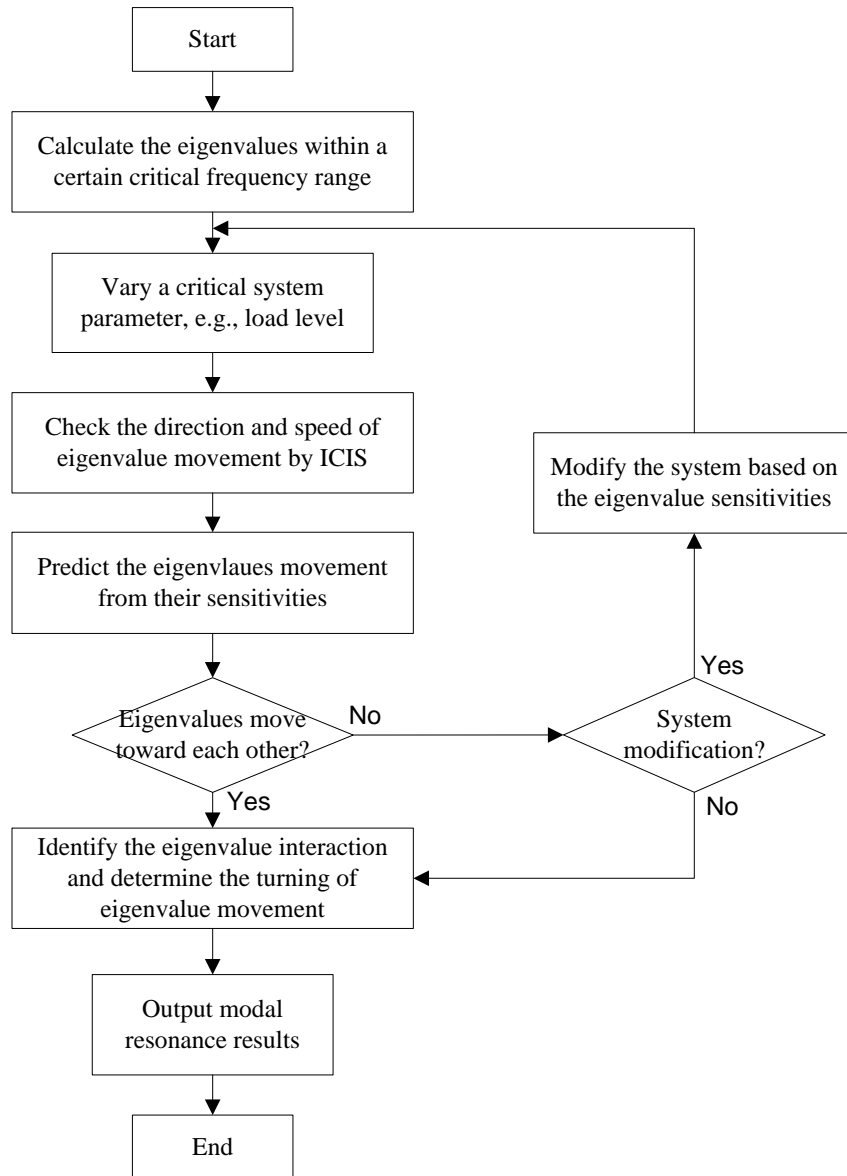 Start
Calculate the eigenvalues within a
certain critical frequency range
Vary a critical system
parameter, e.g., load level
Check the direction and speed of
eigenvalue movement by ICIS
Modify the system based on
the eigenvalue sensitivities
Predict the eigenvlaues movement
from their sensitivities
Yes
Eigenvalues move
toward each other?
No
System
modification?
Yes
No
Identify the eigenvalue interaction
and determine the turning of
eigenvalue movement
Output modal
resonance results
End